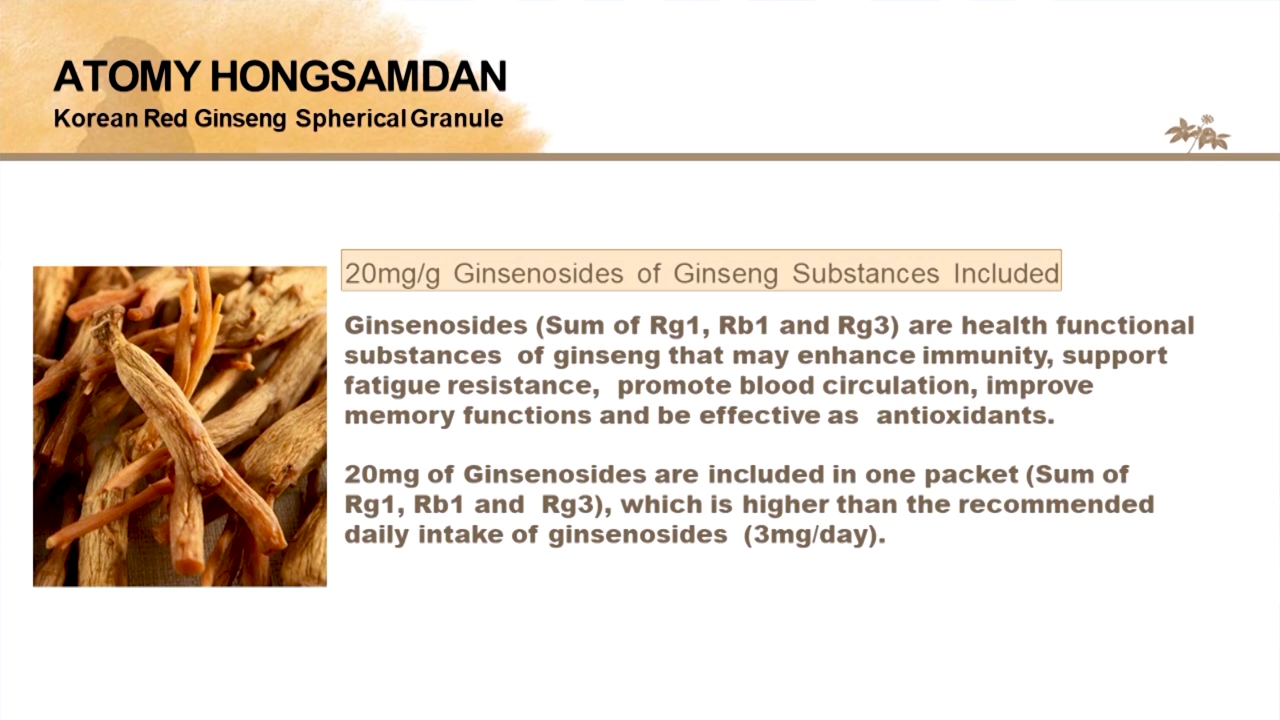 ATOMY HONGSAMDAN
Korean Red Ginseng Spherical Granule
20mg/g Ginsenosides of Ginseng Substances Included
Ginsenosides (Sum of Rg1, Rb1 and Rg3) are health functional
substances of ginseng that may enhance immunity, support
fatigue resistance, promote blood circulation, improve
memory functions and be effective as antioxidants.
20mg of Ginsenosides are included in one packet (Sum of
Rg1, Rb1 and Rg3), which is higher than the recommended
daily intake of ginsenosides (3mg/day).